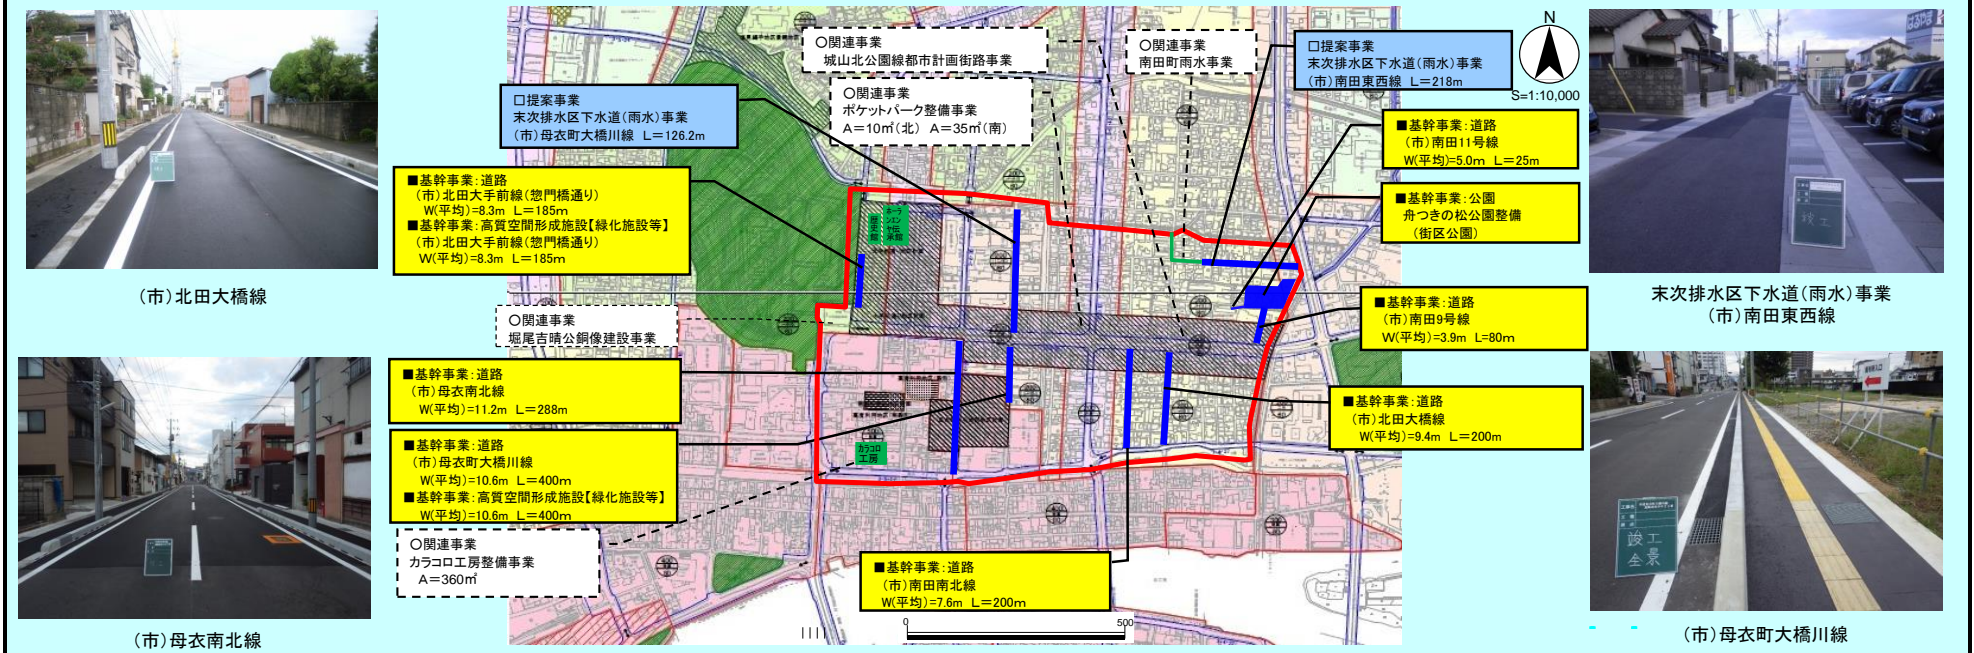 (市)北田大橋線
(市)母衣南北線
□提案事業
末次排水区下水道(雨水)事業
(市)母衣町大橋川線 L=126.2m
■基幹事業:道路
(市)北田大手前線(惣門橋通り)
W(平均)=8.3m L=185m
■基幹事業:高質空間形成施設【緑化施設等】
(市)北田大手前線(惣門橋通り)
W(平均)=8.3m L=185m
○関連事業
堀尾吉晴公銅像建設事業
■基幹事業:道路
(市)母衣南北線
W(平均)=11.2m L=288m
■基幹事業:道路
(市)母衣町大橋川線
W(平均)=10.6m L=400m
■基幹事業:高質空間形成施設【緑化施設等】
W(平均)=10.6m L=400m
○関連事業
カラコロ工房整備事業
A=360㎡
○関連事業
城山北公園線都市計画街路事業
○関連事業
ポケットパーク整備事業
A=10㎡(北) A=35㎡(南)
○関連事業
南田町雨水事業
□提案事業
末次排水区下水道(雨水)事業
(市)南田東西線 L=218m
N
S=1:10,000
■基幹事業:道路
(市)南田11号線
W(平均)=5.0m L=25m
■基幹事業:公園
舟つきの松公園整備
(街区公園)
■基幹事業:道路
(市)南田9号線
W(平均)=3.9m L=80m
■基幹事業:道路
(市)北田大橋線
W(平均)=9.4m L=200m
■基幹事業:道路
(市)南田南北線
W(平均)=7.6m L=200m
歴史館
ホーランエンヤ伝承館
カラコロ
工房
0 500
末次排水区下水道(雨水)事業
(市)南田東西線
竣工
竣工
全景
(市)母衣町大橋川線